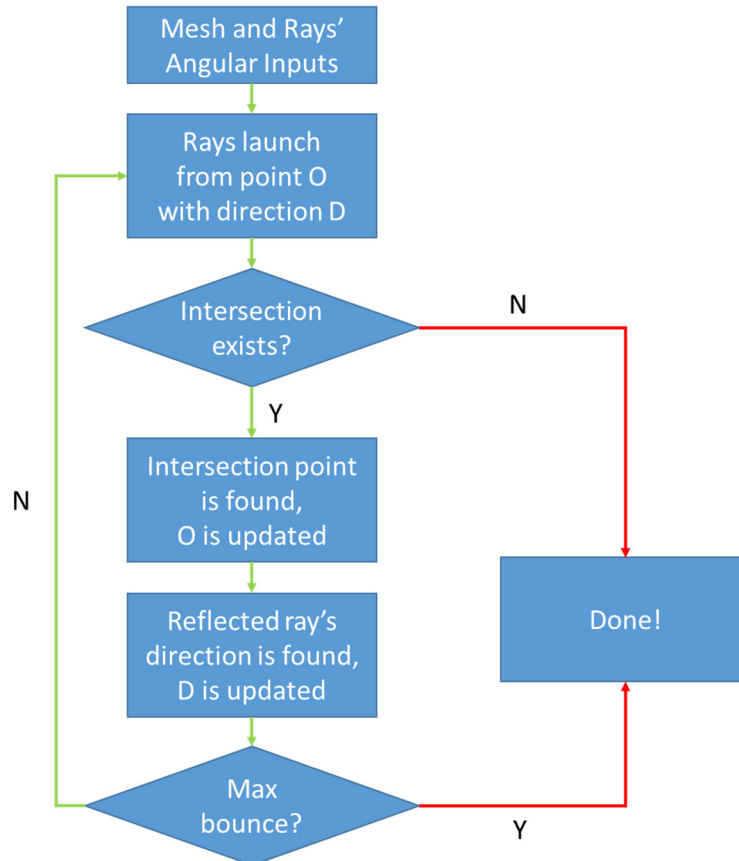 Mesh and Rays’
Angular Inputs
Rays launch
from point O
with direction D
Intersection
exists?
N
Y
Intersection point
is found,
O is updated
N
Reflected ray’s
direction is found,
D is updated
Done!
Max
bounce?
Y